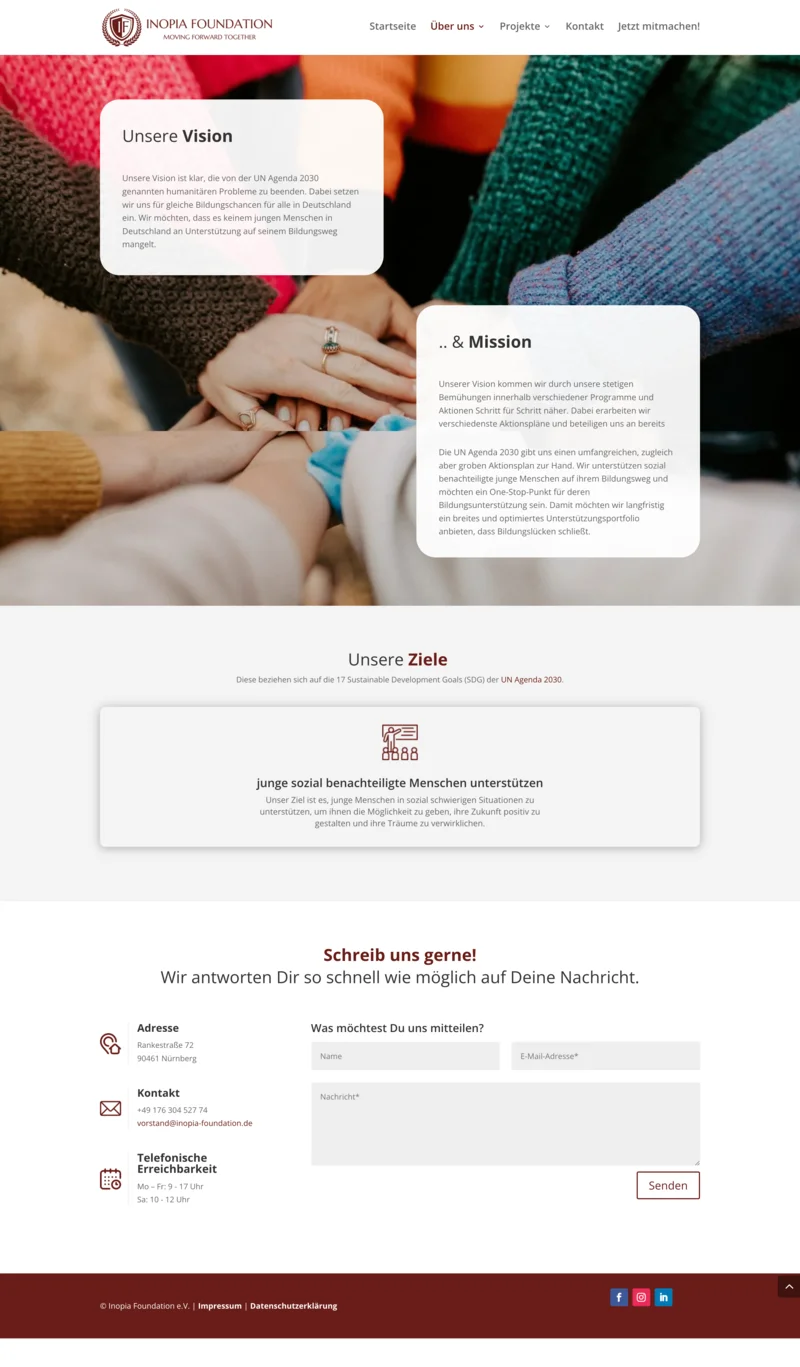 INOPIA FOUNDATION
MOVING FORWARD TOGETHER
Startseite
Über uns
Projekte
Kontakt
Jetzt mitmachen!
Unsere Vision
Unsere Vision ist klar, die von der UN Agenda 2030
genannten humanitären Probleme zu beenden. Dabei setzen
wir uns für gleiche Bildungschancen für alle in Deutschland
ein. Wir möchten, dass es keinem jungen Menschen in
Deutschland an Unterstützung auf seinem Bildungsweg
mangelt.
.. & Mission
Unserer Vision kommen wir durch unsere stetigen
Bemühungen innerhalb verschiedener Programme und
Aktionen Schritt für Schritt näher. Dabei erarbeiten wir
verschiedenste Aktionspläne und beteiligen uns an bereits
Die UN Agenda 2030 gibt uns einen umfangreichen, zugleich
aber groben Aktionsplan zur Hand. Wir unterstützen sozial
benachteiligte junge Menschen auf ihrem Bildungsweg und
möchten ein One-Stop-Punkt für deren
Bildungsunterstützung sein. Damit möchten wir langfristig
ein breites und optimiertes Unterstützungsportfolio
anbieten, dass Bildungslücken schließt.
Unsere Ziele
Diese beziehen sich auf die 17 Sustainable Development Goals (SDG) der UN Agenda 2030.
junge sozial benachteiligte Menschen unterstützen
Unser Ziel ist es, junge Menschen in sozial schwierigen Situationen zu
unterstützen, um ihnen die Möglichkeit zu geben, ihre Zukunft positiv zu
gestalten und ihre Träume zu verwirklichen.
Schreib uns gerne!
Wir antworten Dir so schnell wie möglich auf Deine Nachricht.
Adresse
Rankestraße 72
90461 Nürnberg
Kontakt
+49 176 304 527 74
vorstand@inopia-foundation.de
Telefonische
Erreichbarkeit
Mo – Fr: 9 - 17 Uhr
Sa: 10 - 12 Uhr
Was möchtest Du uns mitteilen?
Name
E-Mail-Adresse*
Nachricht*
Senden
© Inopia Foundation e.V. | Impressum | Datenschutzerklärung